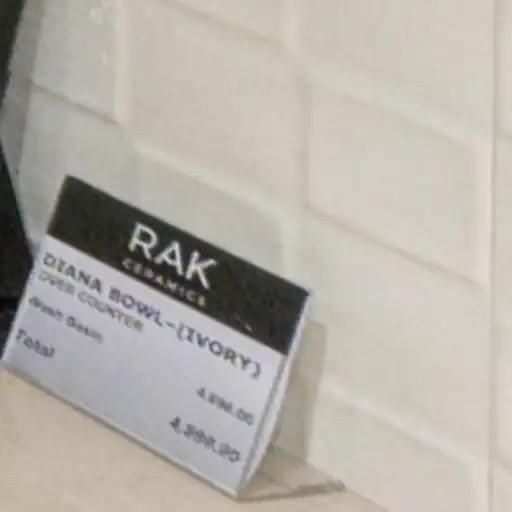 RAK
CERAMICS
DIANA BOWL-(IVORY)
OVER COUNTER
Wash Basin
Total